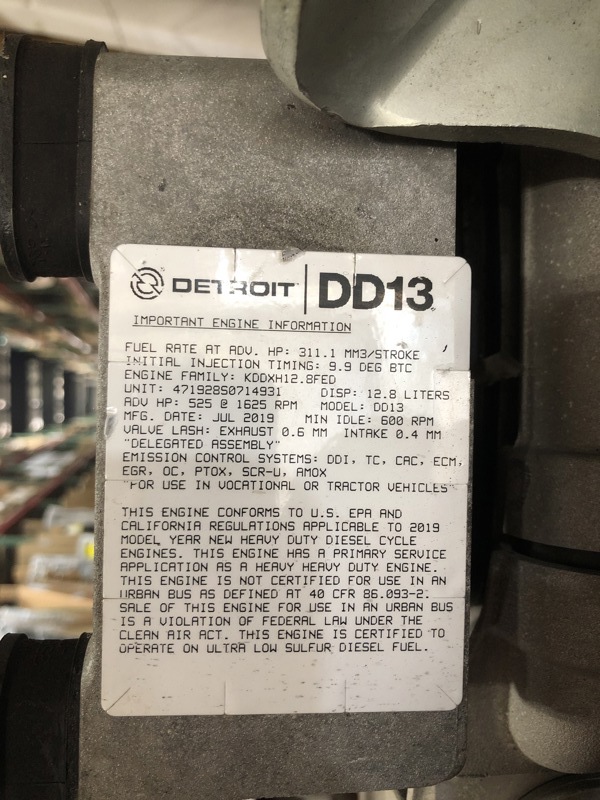 DETROIT DD13
IMPORTANT ENGINE INFORMATION
FUEL RATE AT ADV. HP: 311.1 MM3/STROKE
INITIAL INJECTION TIMING: 9.9 DEG BTC
ENGINE FAMILY: KDDXH12.8FED
UNIT: 471928S0714931 DISP: 12.8 LITERS
ADV HP: 525 @ 1625 RPM MODEL: DD13
MFG. DATE: JUL 2019 MIN IDLE: 600 RPM
VALVE LASH: EXHAUST 0.6 MM INTAKE 0.4 MM
"DELEGATED ASSEMBLY"
EMISSION CONTROL SYSTEMS: DDI, TC, CAC, ECM,
EGR, OC, PTOX, SCR-U, AMOX
"FOR USE IN VOCATIONAL OR TRACTOR VEHICLES"
THIS ENGINE CONFORMS TO U.S. EPA AND
CALIFORNIA REGULATIONS APPLICABLE TO 2019
MODEL YEAR NEW HEAVY DUTY DIESEL CYCLE
ENGINES. THIS ENGINE HAS A PRIMARY SERVICE
APPLICATION AS A HEAVY HEAVY DUTY ENGINE.
THIS ENGINE IS NOT CERTIFIED FOR USE IN AN
URBAN BUS AS DEFINED AT 40 CFR 86.093-2.
SALE OF THIS ENGINE FOR USE IN AN URBAN BUS
IS A VIOLATION OF FEDERAL LAW UNDER THE
CLEAN AIR ACT. THIS ENGINE IS CERTIFIED TO
OPERATE ON ULTRA LOW SULFUR DIESEL FUEL.